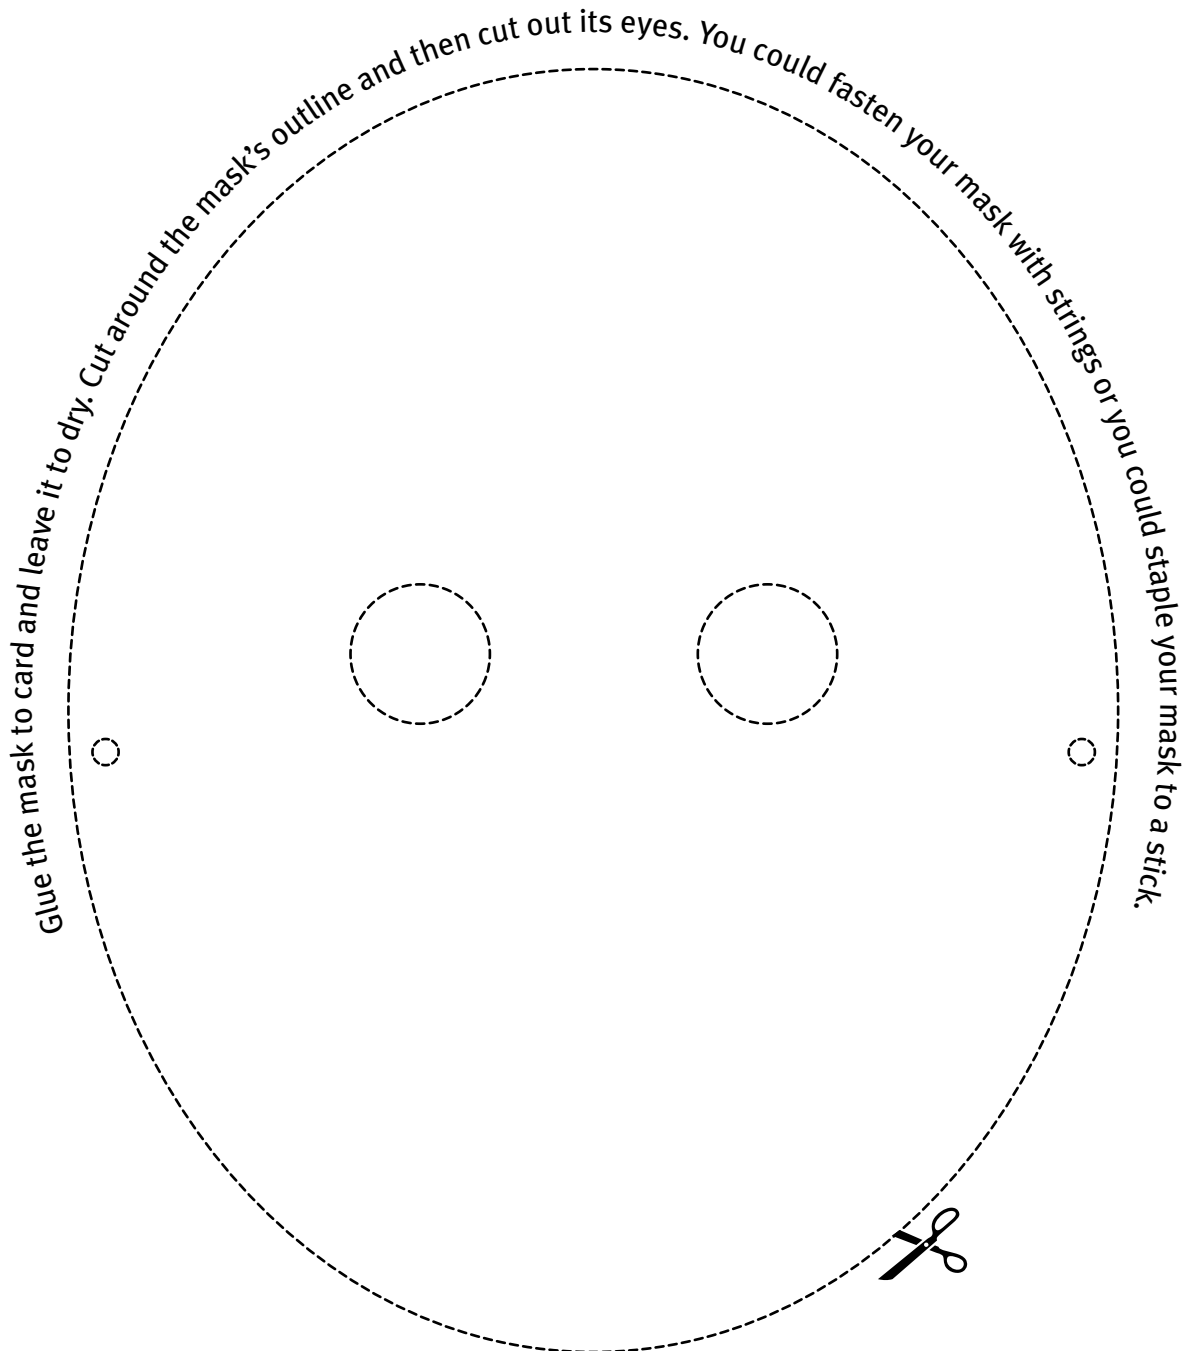 Glue the mask to card and leave it to dry. Cut around the mask’s outline and then cut out its eyes. You could fasten your mask with strings or you could staple your mask to a stick.